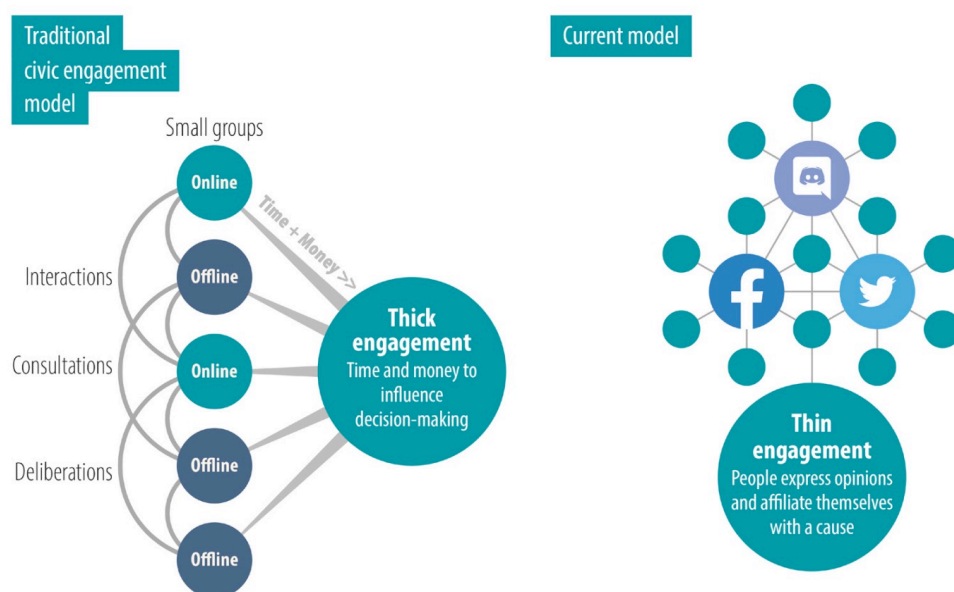 Traditional
civic engagement
model
Small groups
Online
Time + Money >>
Interactions
Offline
Consultations
Online
Deliberations
Offline
Offline
Thick
engagement
Time and money to
influence
decision-making
Current model
Thin
engagement
People express opinions
and affiliate themselves
with a cause